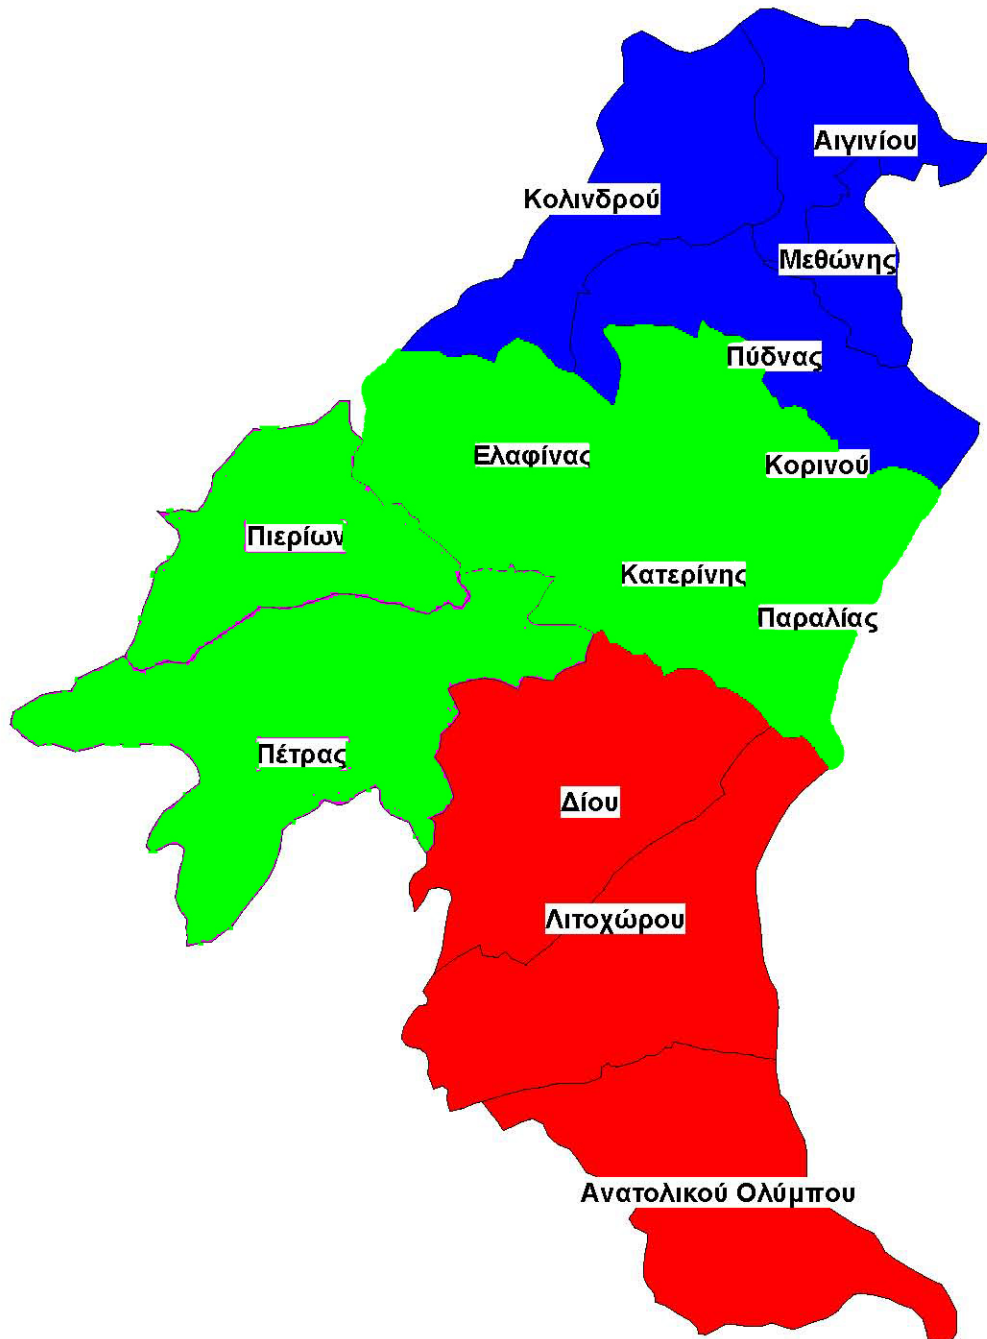 Αιγινίου
Κολινδρού
Μεθώνης
Πύδνας
Ελαφίνας
Κορινού
Πιερίων
Κατερίνης
Παραλίας
Πέτρας
Δίου
Λιτοχώρου
Ανατολικού Ολύμπου